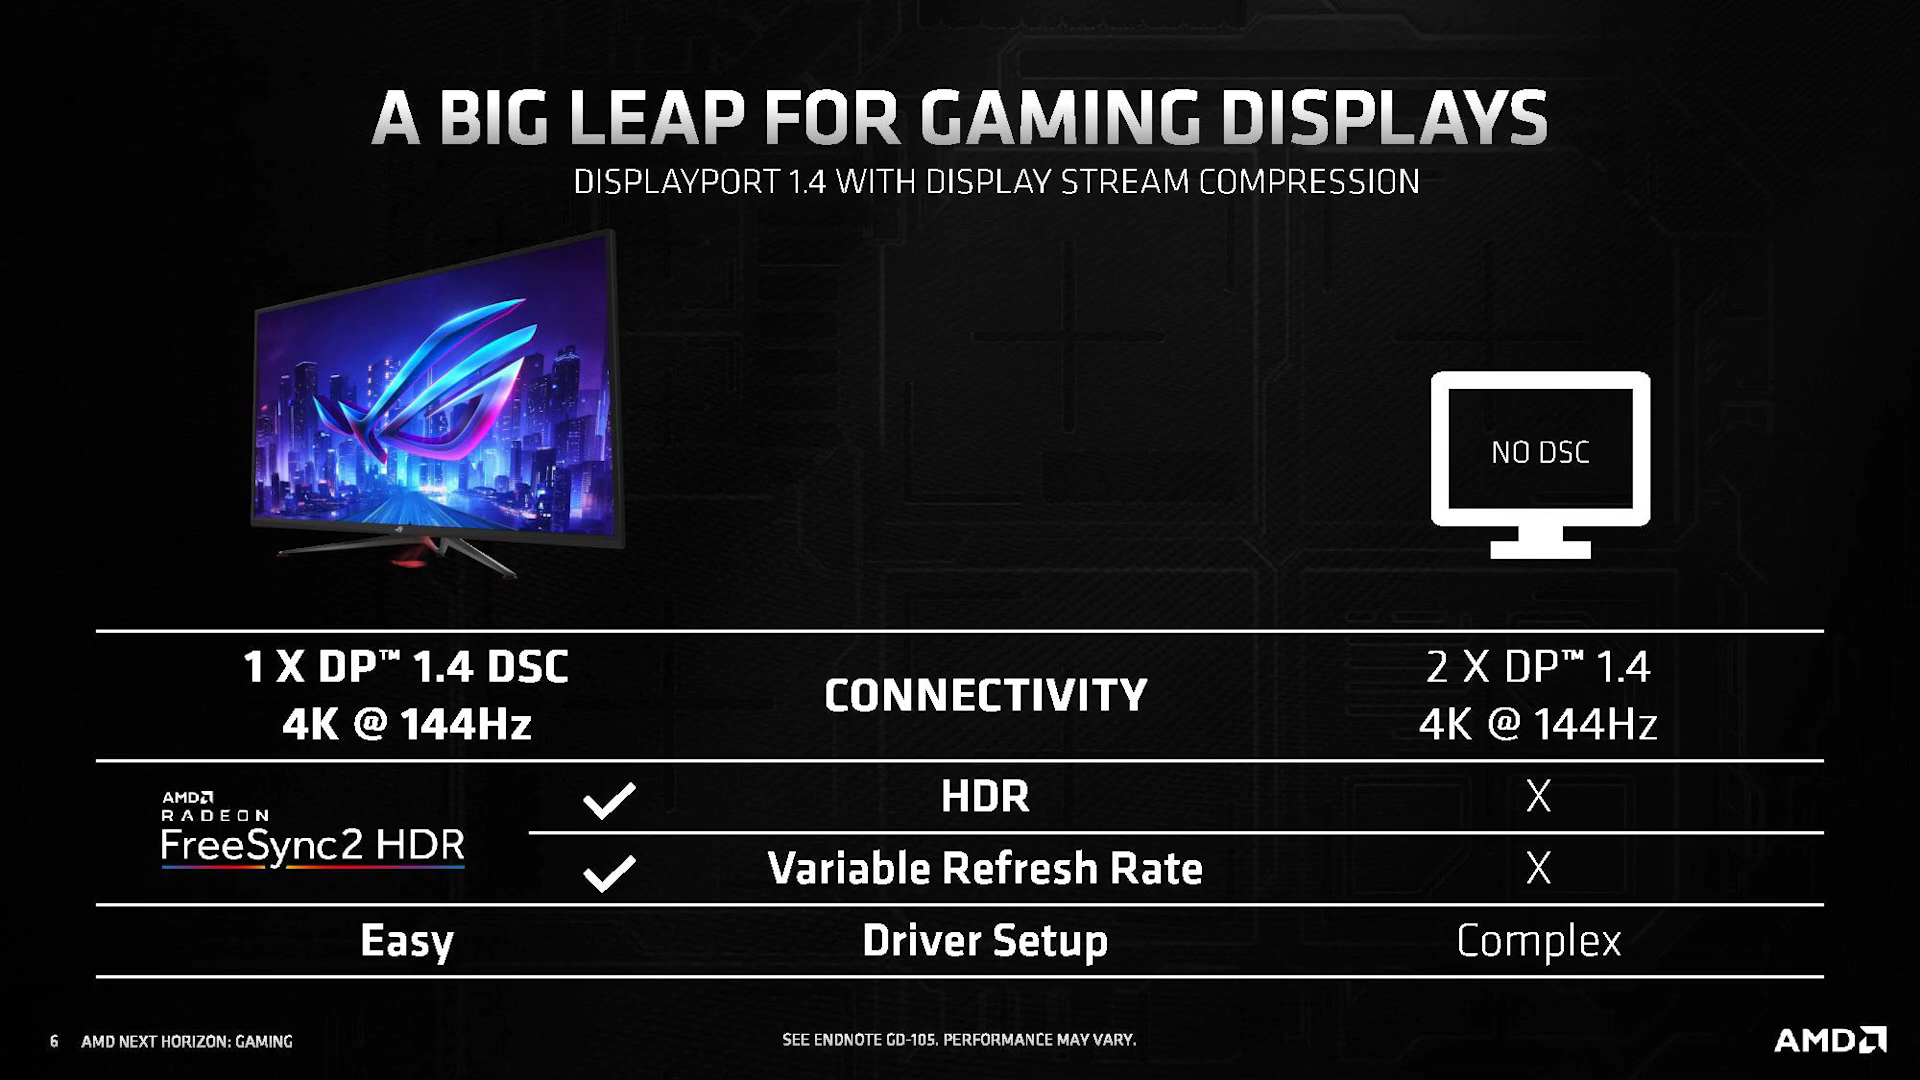 A BIG LEAP FOR GAMING DISPLAYS
DISPLAYPORT 1.4 WITH DISPLAY STREAM COMPRESSION
NO DSC
1 X DP™ 1.4 DSC
4K @ 144Hz
CONNECTIVITY
2 X DP™ 1.4
4K @ 144Hz
AMD
RADEON
FreeSync2 HDR
HDR
X
Variable Refresh Rate
X
Easy
Driver Setup
Complex
6 AMD NEXT HORIZON: GAMING
SEE ENDNOTE GD-105. PERFORMANCE MAY VARY.
AMD